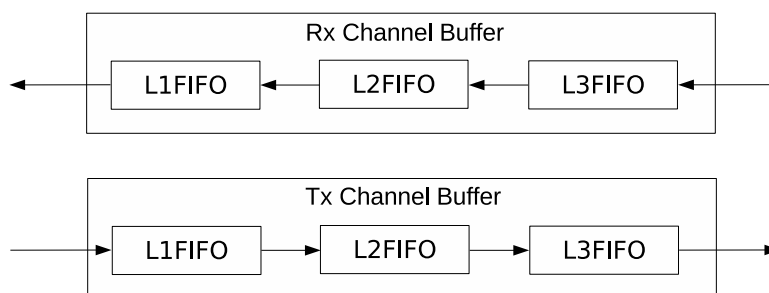 Rx Channel Buffer
L1FIFO L2FIFO L3FIFO
Tx Channel Buffer
L1FIFO L2FIFO L3FIFO